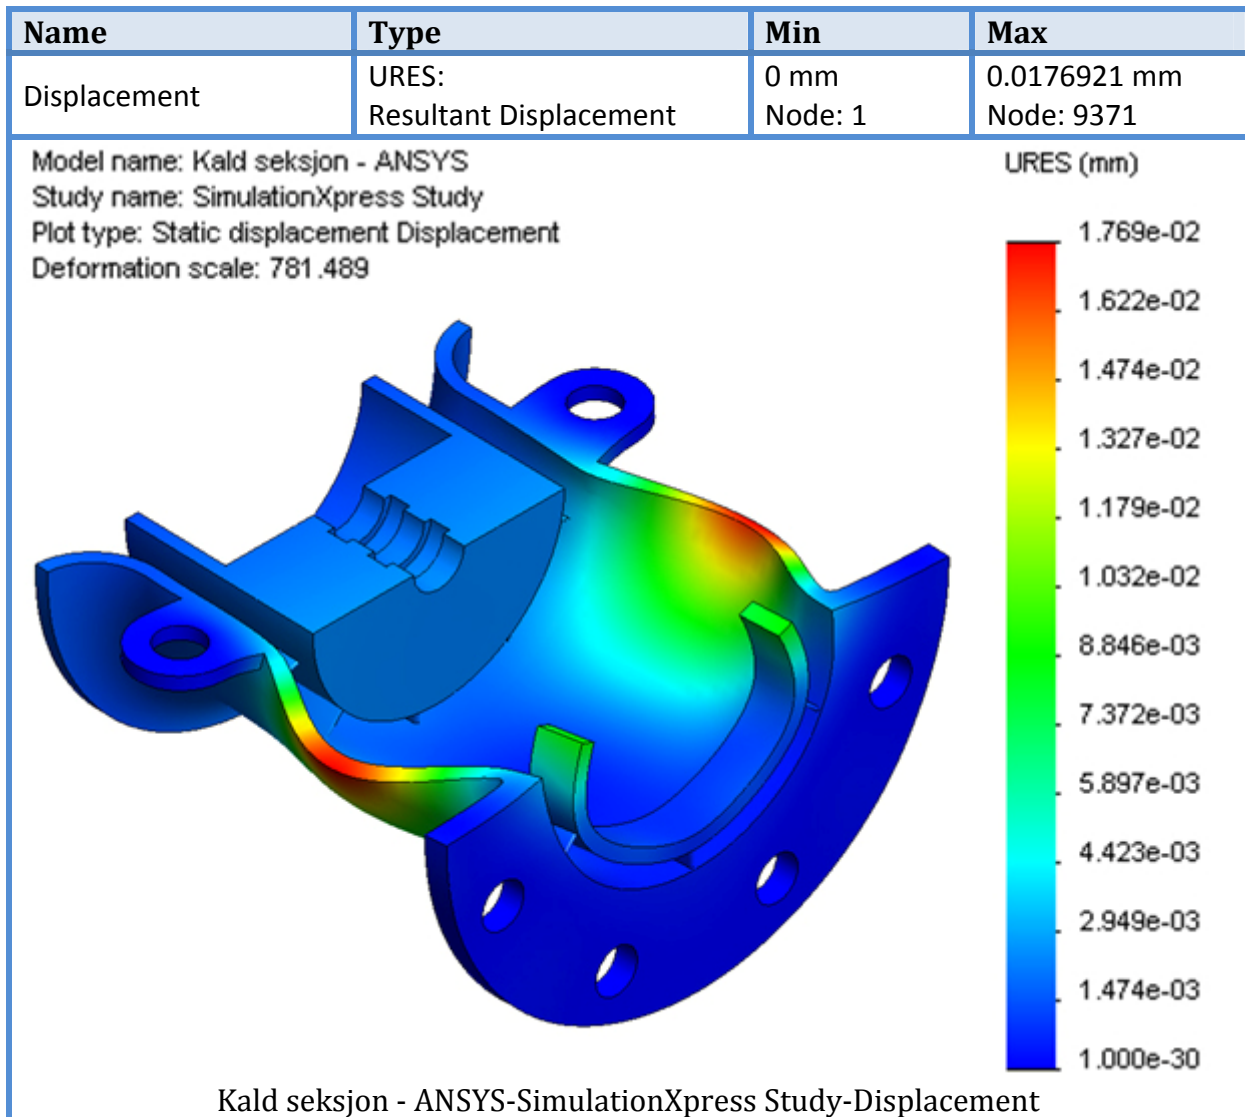 Name Type Min Max
Displacement URES: 0 mm 0.0176921 mm
Resultant Displacement Node: 1 Node: 9371
Model name: Kald seksjon - ANSYS
Study name: SimulationXpress Study
Plot type: Static displacement Displacement
Deformation scale: 781.489
URES (mm)
1.769e-02
1.622e-02
1.474e-02
1.327e-02
1.179e-02
1.032e-02
8.846e-03
7.372e-03
5.897e-03
4.423e-03
2.949e-03
1.474e-03
1.000e-30
Kald seksjon - ANSYS-SimulationXpress Study-Displacement